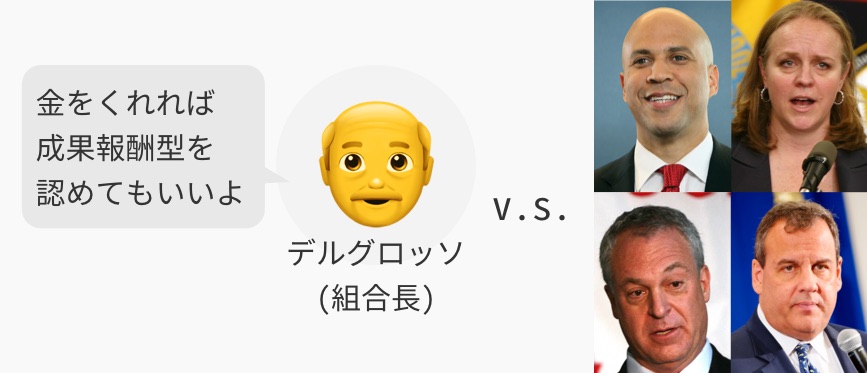 金をくれれば
成果報酬型を
認めてもいいよ
v.s.
デルグロッソ
(組合長)